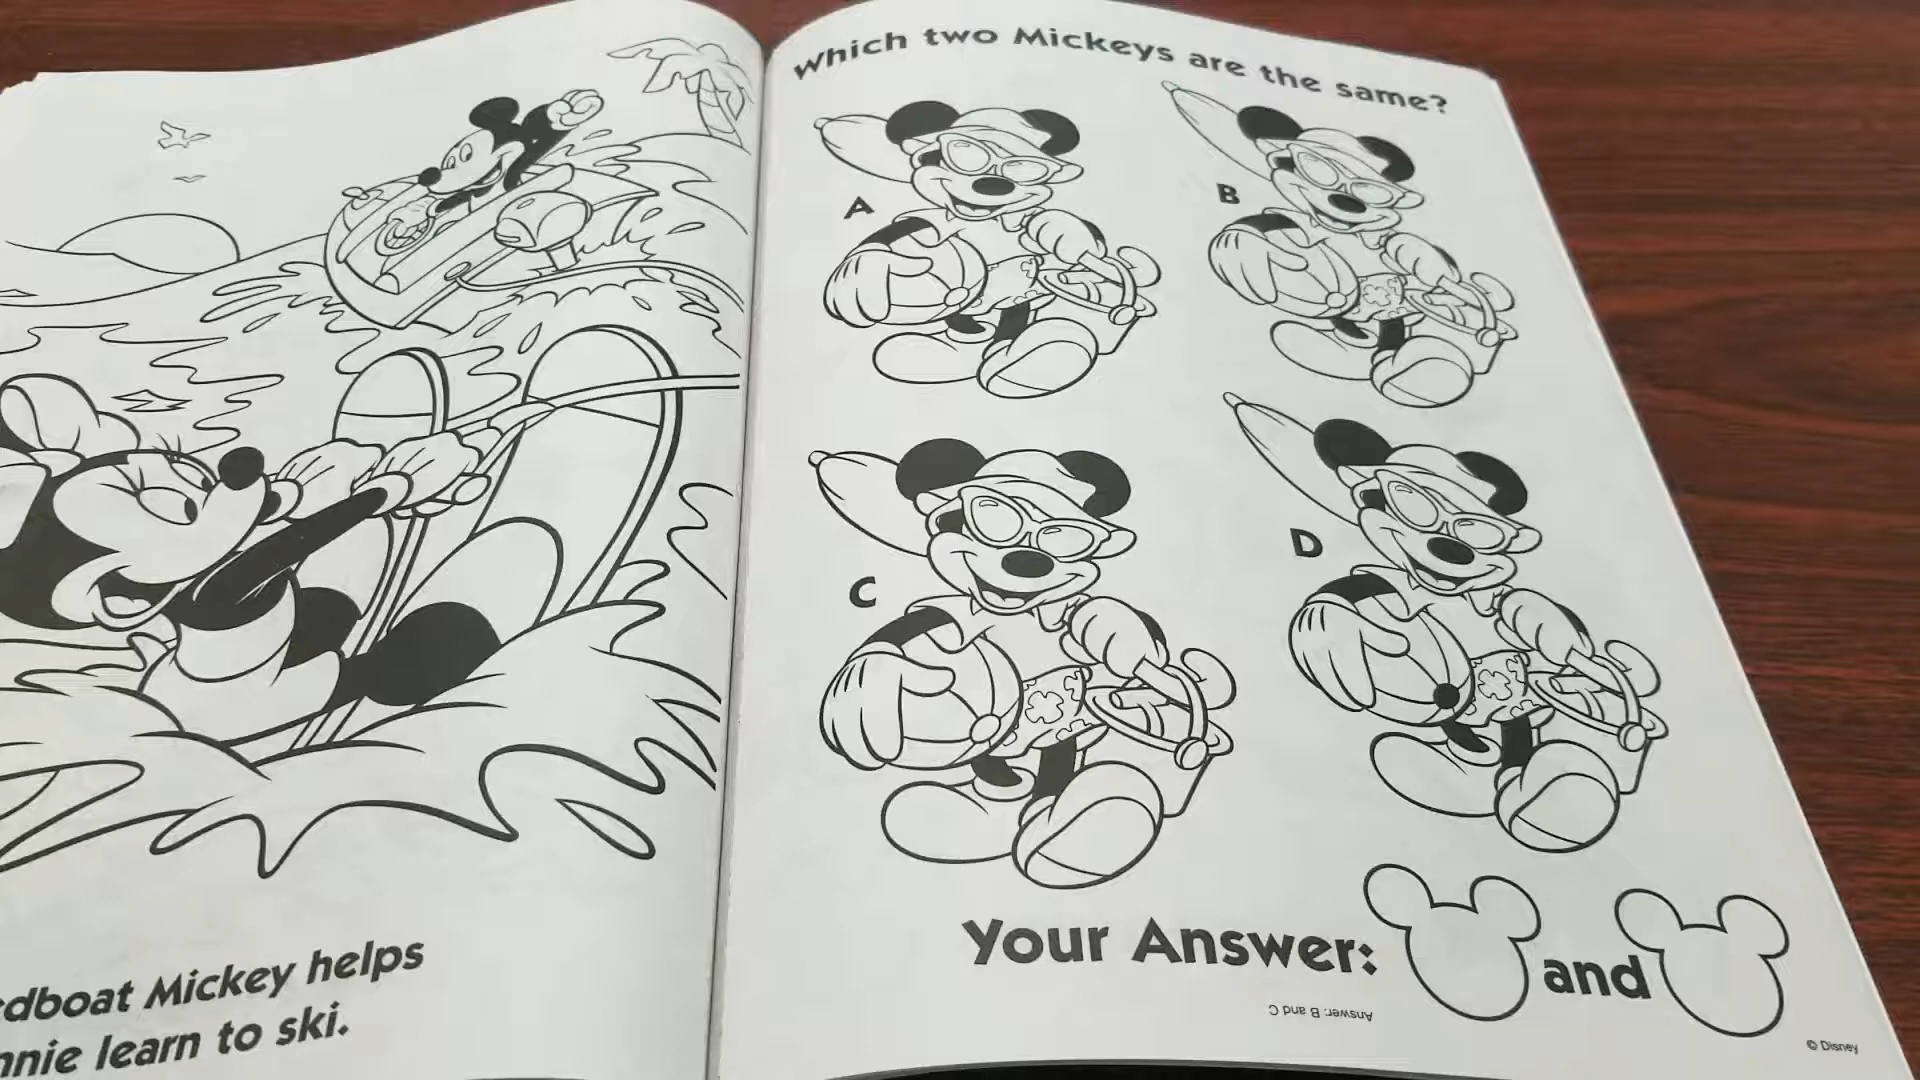 dboat Mickey helps
nnie learn to ski.
Which two Mickeys are the same?
A
B
C
D
Your Answer: and
Answer: B and C
© Disney